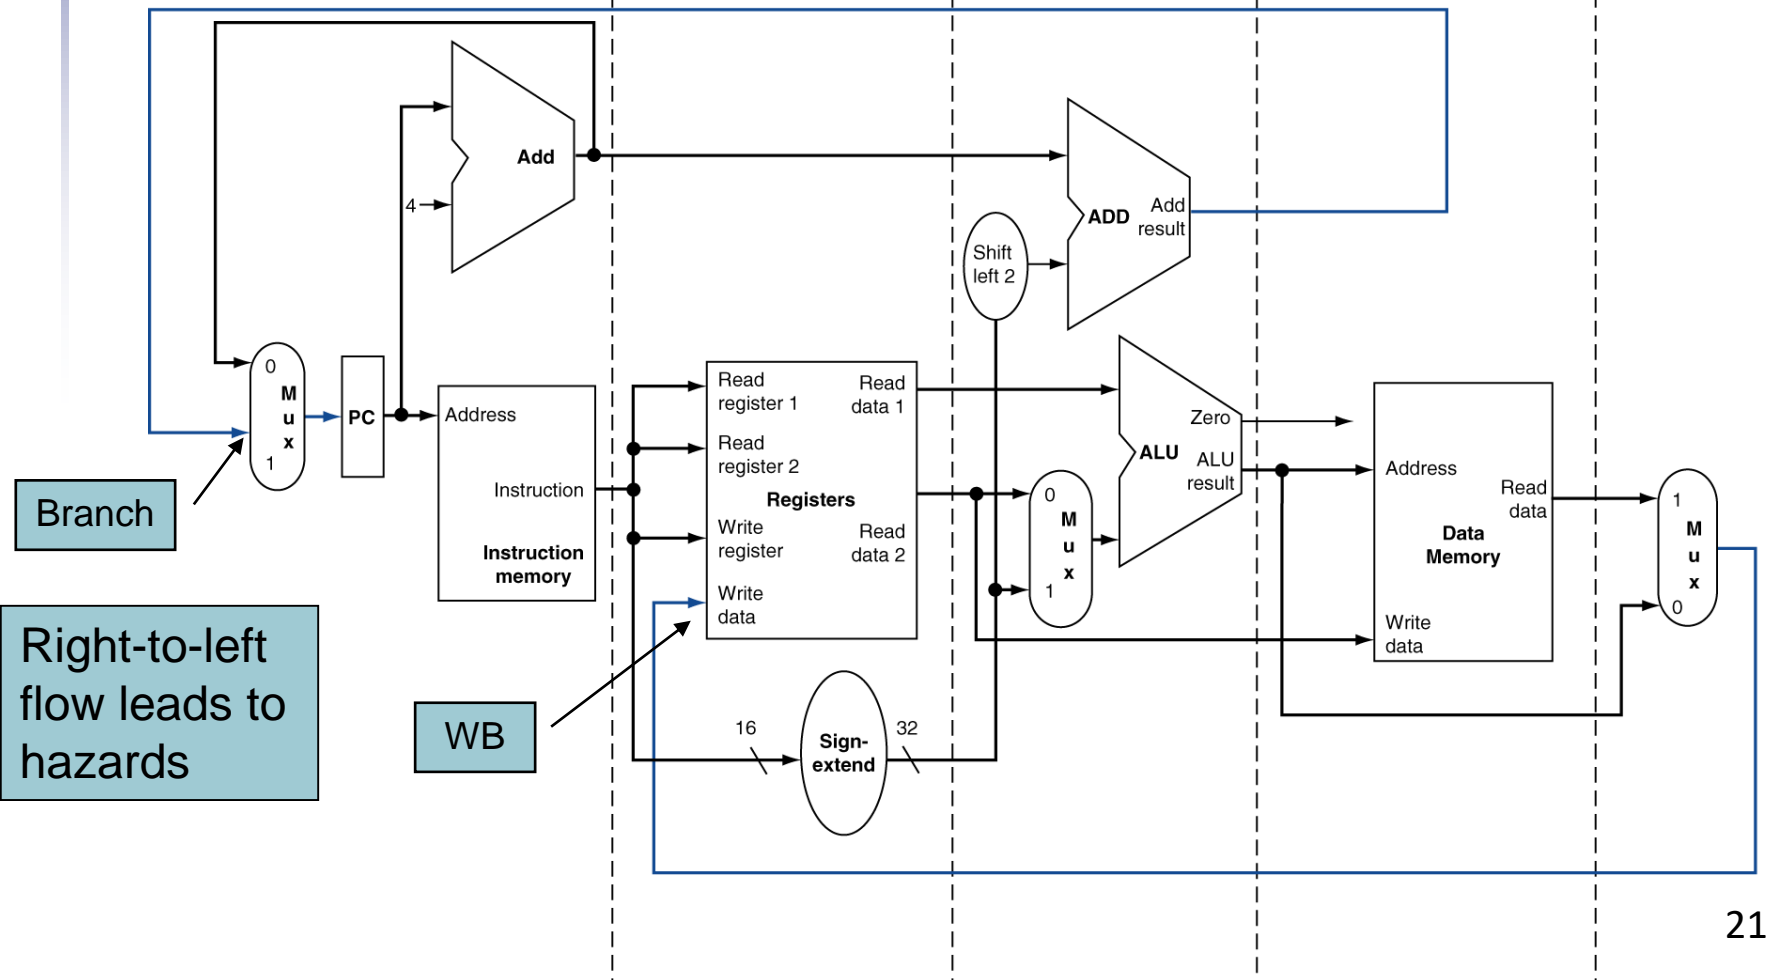 Add
4
ADD
Add
result
Shift
left 2
0
M
u
x
1
PC
Address
Instruction
Instruction
memory
Read
register 1
Read
register 2
Registers
Write
register
Write
data
Read
data 1
Read
data 2
16
Sign-
extend
32
0
M
u
x
1
Zero
ALU
ALU
result
Address
Read
data
Data
Memory
Write
data
1
M
u
x
0
Branch
WB
Right-to-left
flow leads to
hazards
21